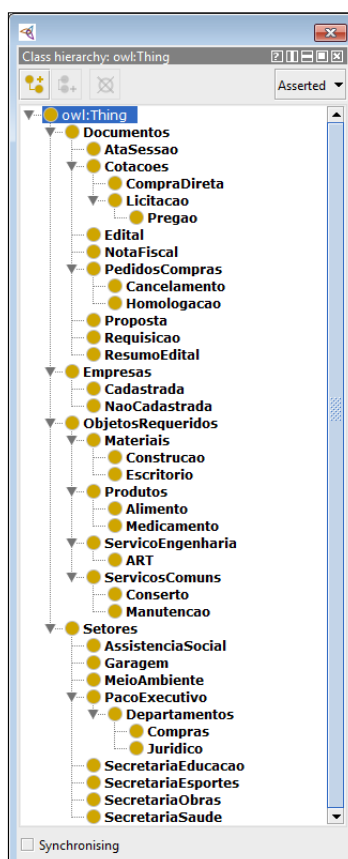 Class hierarchy: owl:Thing
Asserted
owl:Thing
Documentos
AtaSessao
Cotacoes
CompraDireta
Licitacao
Pregao
Edital
NotaFiscal
PedidosCompras
Cancelamento
Homologacao
Proposta
Requisicao
ResumoEdital
Empresas
Cadastrada
NaoCadastrada
ObjetosRequeridos
Materiais
Construcao
Escritorio
Produtos
Alimento
Medicamento
ServicoEngenharia
ART
ServicosComuns
Conserto
Manutencao
Setores
AssistenciaSocial
Garagem
MeioAmbiente
PacoExecutivo
Departamentos
Compras
Juridico
SecretariaEducacao
SecretariaEsportes
SecretariaObras
SecretariaSaude
Synchronising